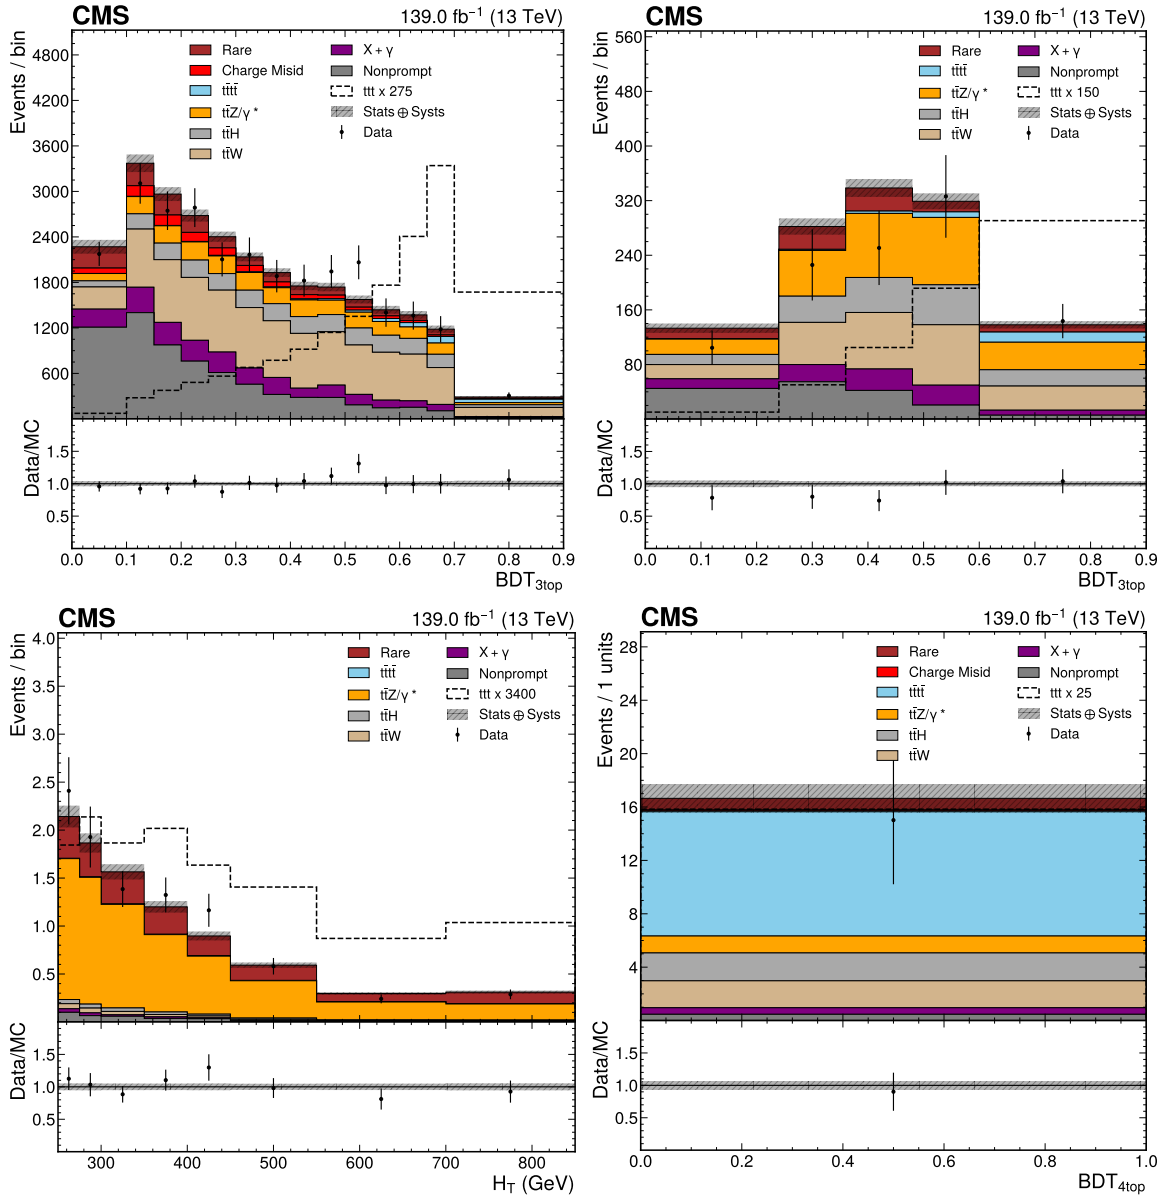 CMS 139.0 fb⁻¹ (13 TeV)
Events / bin
4800
4200
3600
3000
2400
1800
1200
600
Rare
Charge Misid
tt̄tt̄
tt̄Z/γ*
tt̄H
tt̄W
X + γ
Nonprompt
ttt x 275
Stats ⊕ Systs
Data
Data/MC
1.5
1.0
0.5
0.0 0.1 0.2 0.3 0.4 0.5 0.6 0.7 0.8 0.9
BDT3top
CMS 139.0 fb⁻¹ (13 TeV)
Events / bin
560
480
400
320
240
160
80
Rare
tt̄tt̄
tt̄Z/γ*
tt̄H
tt̄W
X + γ
Nonprompt
ttt x 150
Stats ⊕ Systs
Data
Data/MC
1.5
1.0
0.5
0.0 0.1 0.2 0.3 0.4 0.5 0.6 0.7 0.8 0.9
BDT3top
CMS 139.0 fb⁻¹ (13 TeV)
Events / bin
4.0
3.5
3.0
2.5
2.0
1.5
1.0
0.5
Rare
tt̄tt̄
tt̄Z/γ*
tt̄H
tt̄W
X + γ
Nonprompt
ttt x 3400
Stats ⊕ Systs
Data
Data/MC
1.5
1.0
0.5
300 400 500 600 700 800
HT (GeV)
CMS 139.0 fb⁻¹ (13 TeV)
Events / 1 units
28
24
20
16
12
8
4
Rare
Charge Misid
tt̄tt̄
tt̄Z/γ*
tt̄H
tt̄W
X + γ
Nonprompt
ttt x 25
Stats ⊕ Systs
Data
Data/MC
1.5
1.0
0.5
0.0 0.2 0.4 0.6 0.8 1.0
BDT4top